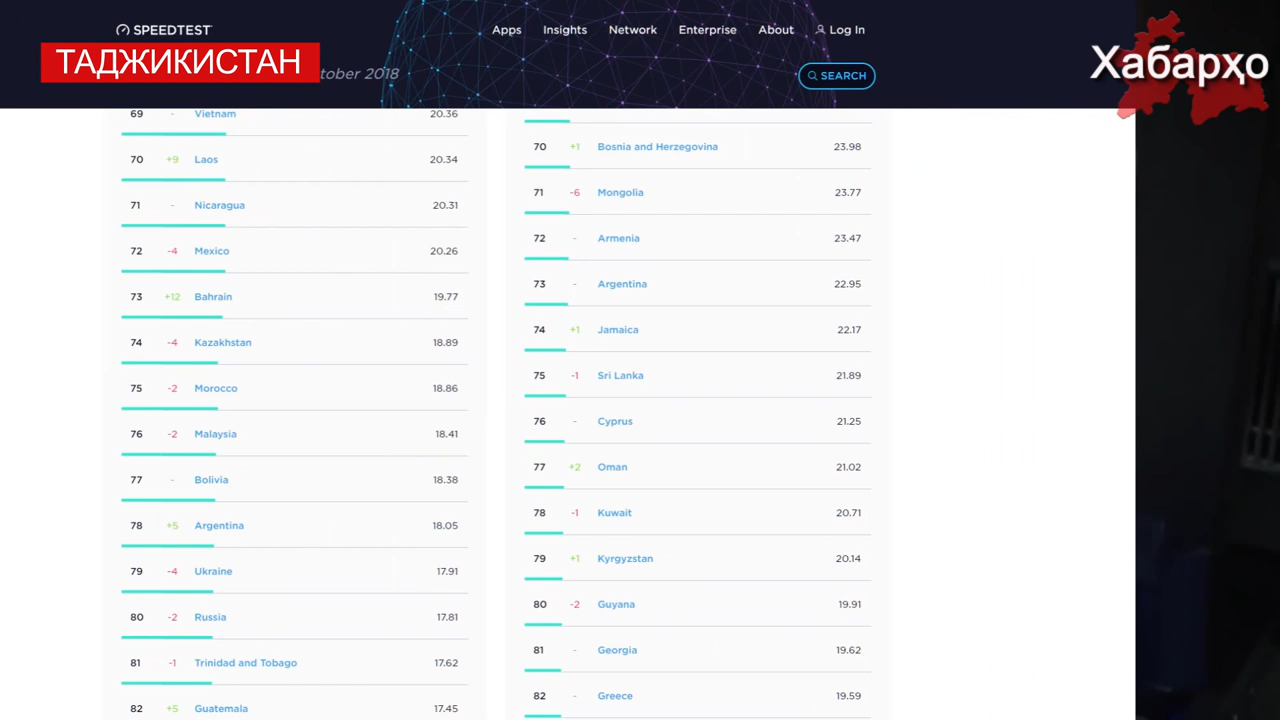 SPEEDTEST
Apps Insights Network Enterprise About Log In
ТАДЖИКИСТАН
tober 2018
SEARCH
Хабарҳо
69 - Vietnam 20.36
70 +9 Laos 20.34
71 - Nicaragua 20.31
72 -4 Mexico 20.26
73 +12 Bahrain 19.77
74 -4 Kazakhstan 18.89
75 -2 Morocco 18.86
76 -2 Malaysia 18.41
77 - Bolivia 18.38
78 +5 Argentina 18.05
79 -4 Ukraine 17.91
80 -2 Russia 17.81
81 -1 Trinidad and Tobago 17.62
82 +5 Guatemala 17.45
70 +1 Bosnia and Herzegovina 23.98
71 -6 Mongolia 23.77
72 - Armenia 23.47
73 - Argentina 22.95
74 +1 Jamaica 22.17
75 -1 Sri Lanka 21.89
76 - Cyprus 21.25
77 +2 Oman 21.02
78 -1 Kuwait 20.71
79 +1 Kyrgyzstan 20.14
80 -2 Guyana 19.91
81 - Georgia 19.62
82 - Greece 19.59